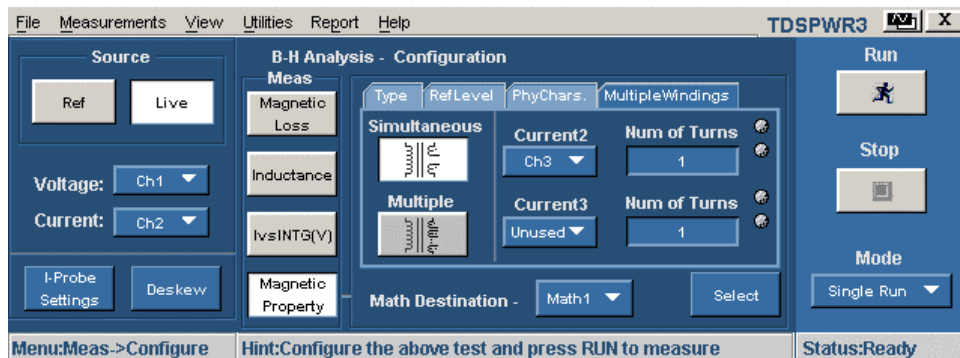 File Measurements View Utilities Report Help TDSPWR3 X
Source
Ref Live
Voltage: Ch1
Current: Ch2
I-Probe
Settings
Deskew
B-H Analysis - Configuration
Meas
Magnetic
Loss
Inductance
IvsINTG(V)
Magnetic
Property
Type RefLevel PhyChars. MultipleWindings
Simultaneous
Multiple
Current2 Num of Turns
Ch3 1
Current3 Num of Turns
Unused 1
Math Destination - Math1 Select
Run
Stop
Mode
Single Run
Menu:Meas->Configure Hint:Configure the above test and press RUN to measure Status:Ready